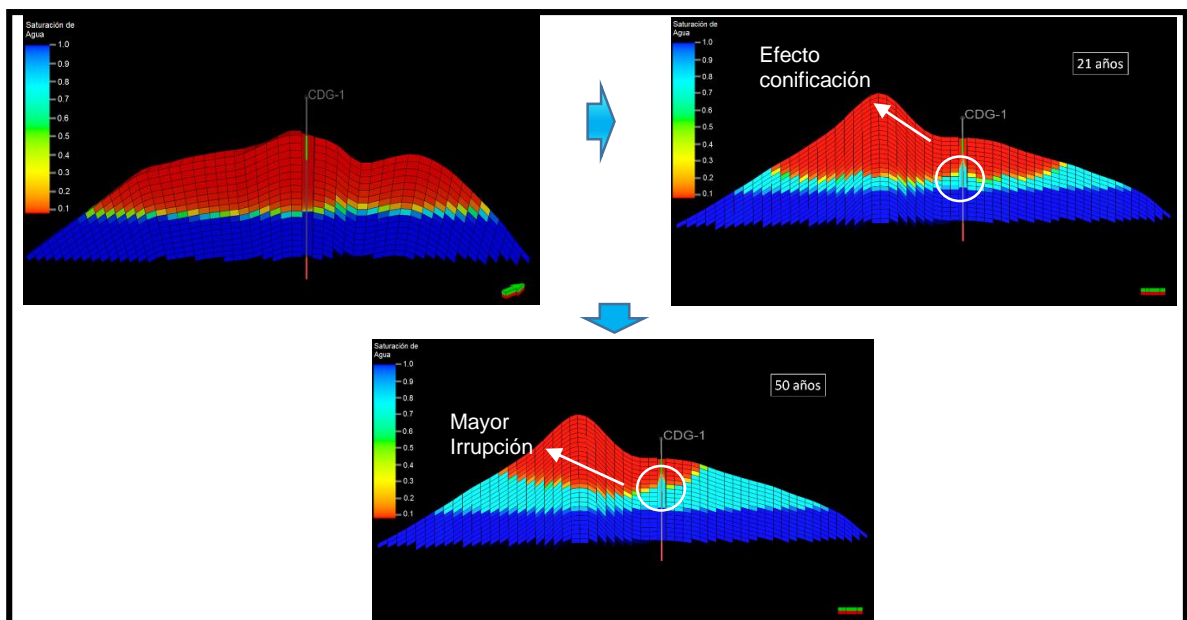 Saturación de
Agua
1.0
0.9
0.8
0.7
0.6
0.5
0.4
0.3
0.2
0.1
CDG-1
Saturación de
Agua
1.0
0.9
0.8
0.7
0.6
0.5
0.4
0.3
0.2
0.1
Efecto
conificación
21 años
CDG-1
Saturación de
Agua
1.0
0.9
0.8
0.7
0.6
0.5
0.4
0.3
0.2
0.1
50 años
Mayor
Irrupción
CDG-1